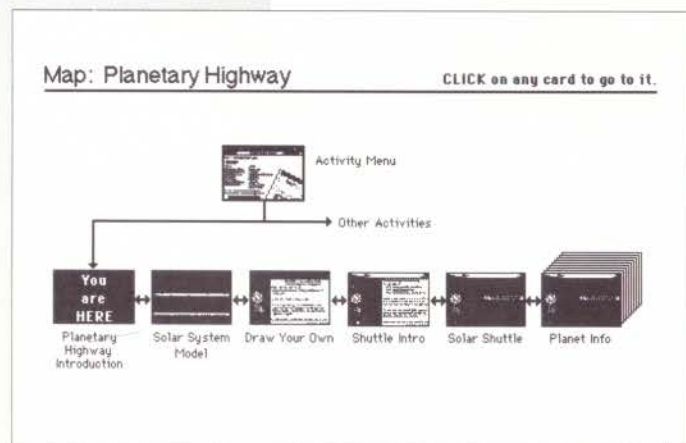 Map: Planetary Highway
CLICK on any card to go to it.
Activity Menu
Other Activities
You
are
HERE
Planetary
Highway
Introduction
Solar System
Model
Draw Your Own
Shuttle Intro
Solar Shuttle
Planet Info